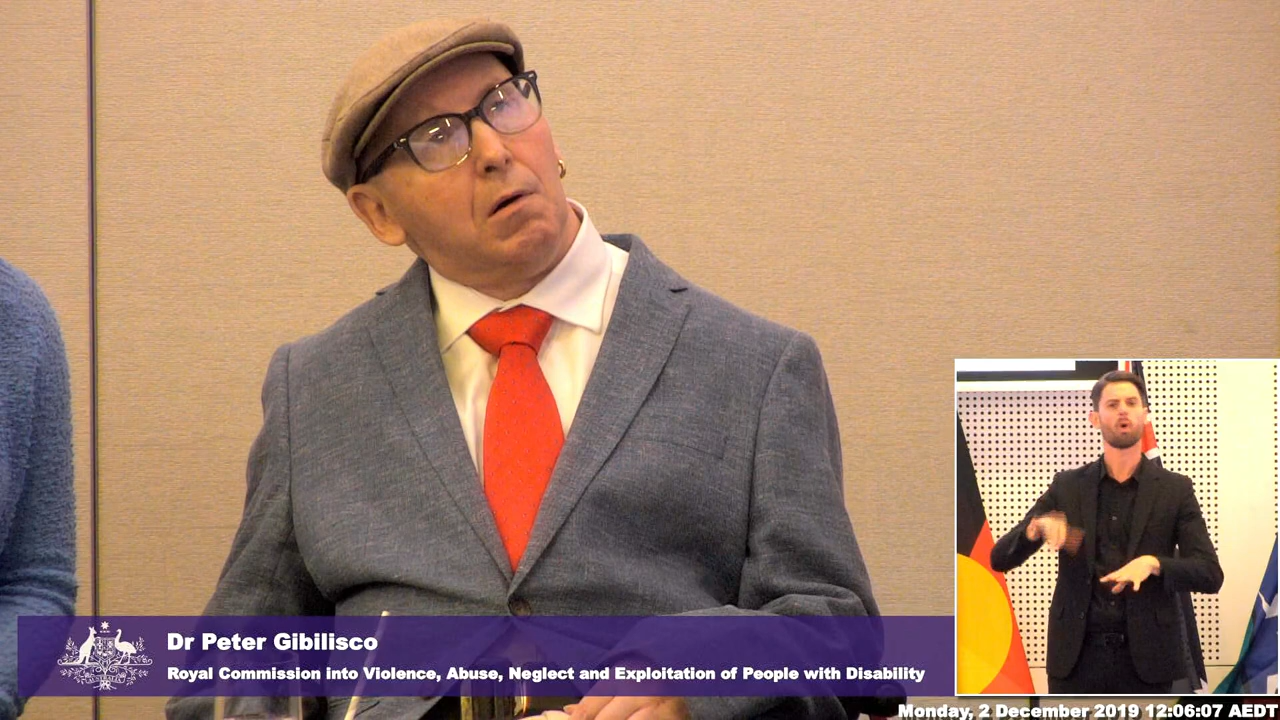 Dr Peter Gibilisco
Royal Commission into Violence, Abuse, Neglect and Exploitation of People with Disability
Monday, 2 December 2019 12:06:07 AEDT